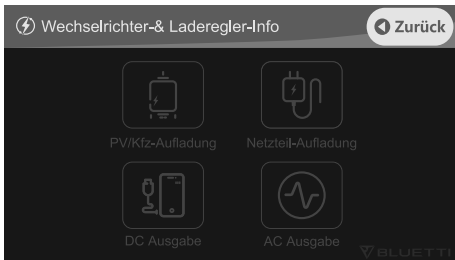 Wechselrichter-& Laderegler-Info
Zurück
PV/Kfz-Aufladung
Netzteil-Aufladung
DC Ausgabe
AC Ausgabe
BLUETTI